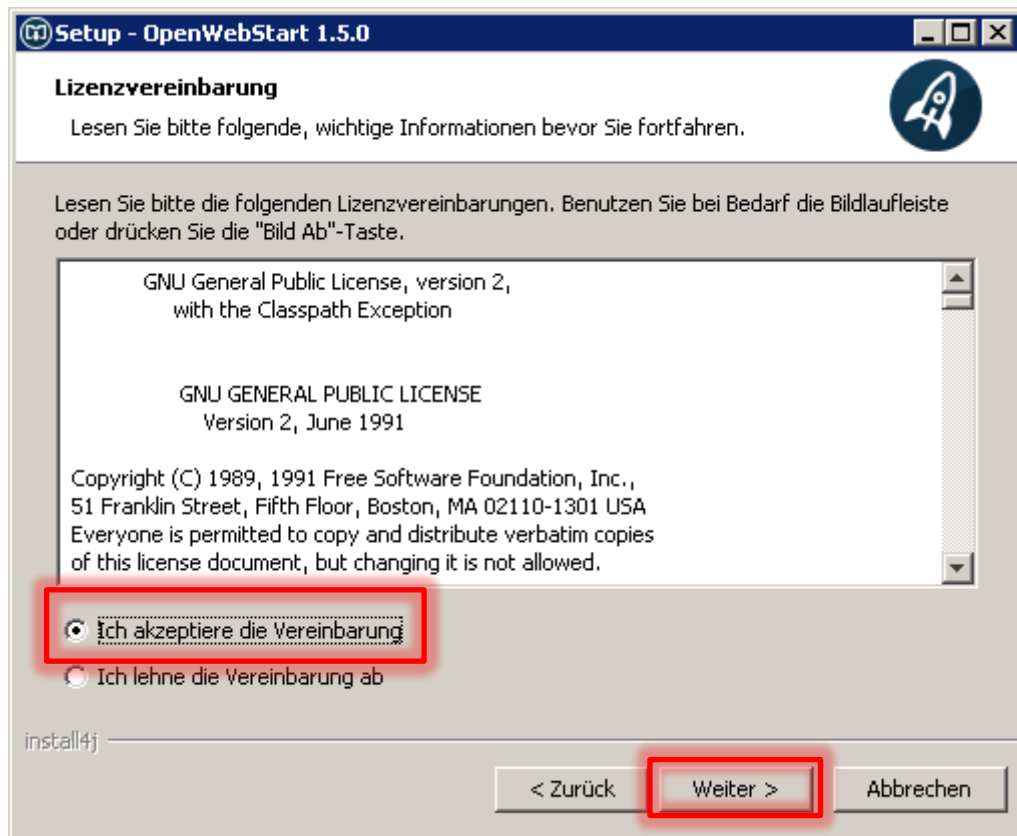 Setup - OpenWebStart 1.5.0
Lizenzvereinbarung
Lesen Sie bitte folgende, wichtige Informationen bevor Sie fortfahren.
Lesen Sie bitte die folgenden Lizenzvereinbarungen. Benutzen Sie bei Bedarf die Bildlaufleiste
oder drücken Sie die "Bild Ab"-Taste.
GNU General Public License, version 2,
with the Classpath Exception
GNU GENERAL PUBLIC LICENSE
Version 2, June 1991
Copyright (C) 1989, 1991 Free Software Foundation, Inc.,
51 Franklin Street, Fifth Floor, Boston, MA 02110-1301 USA
Everyone is permitted to copy and distribute verbatim copies
of this license document, but changing it is not allowed.
Ich akzeptiere die Vereinbarung
Ich lehne die Vereinbarung ab
install4j
< Zurück Weiter > Abbrechen